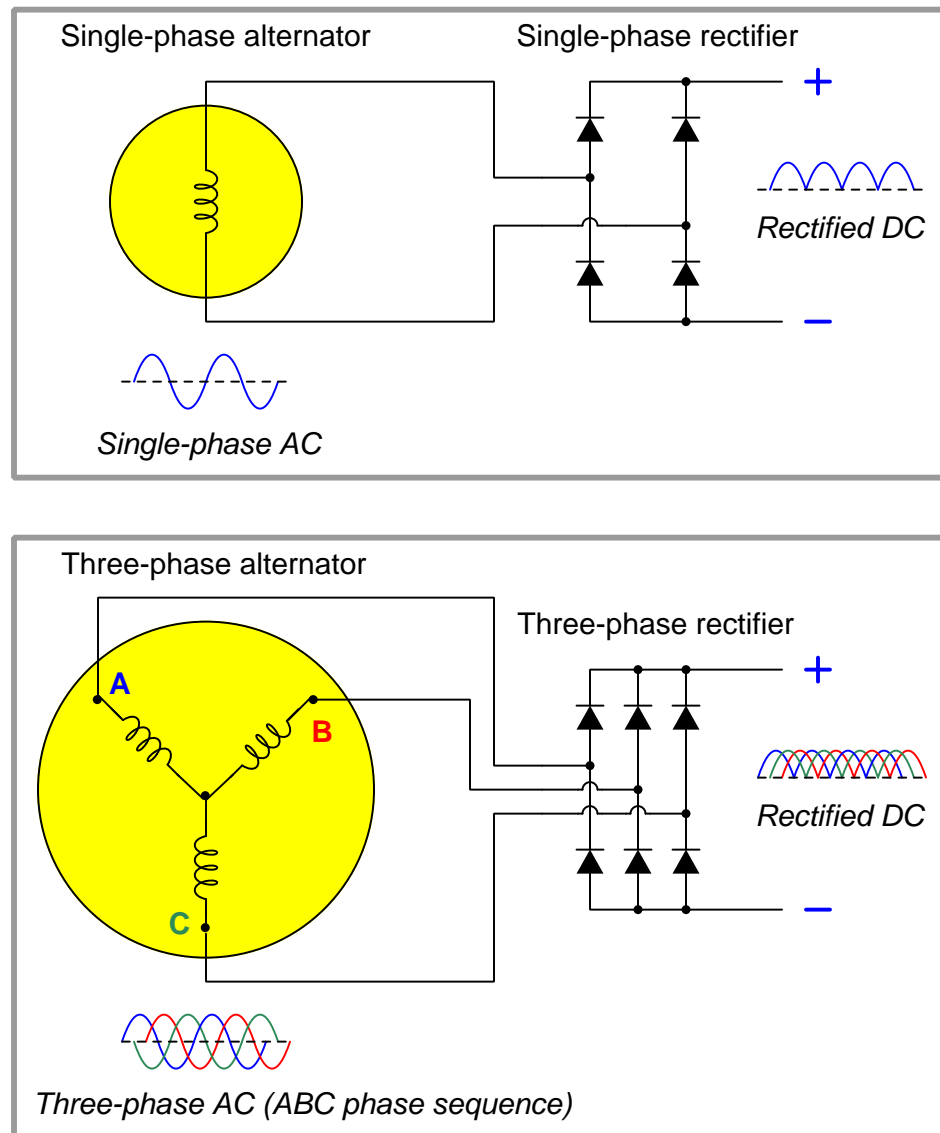 Single-phase alternator
Single-phase rectifier
+
Rectified DC
−
Single-phase AC
Three-phase alternator
Three-phase rectifier
A
B
+
Rectified DC
C
−
Three-phase AC (ABC phase sequence)